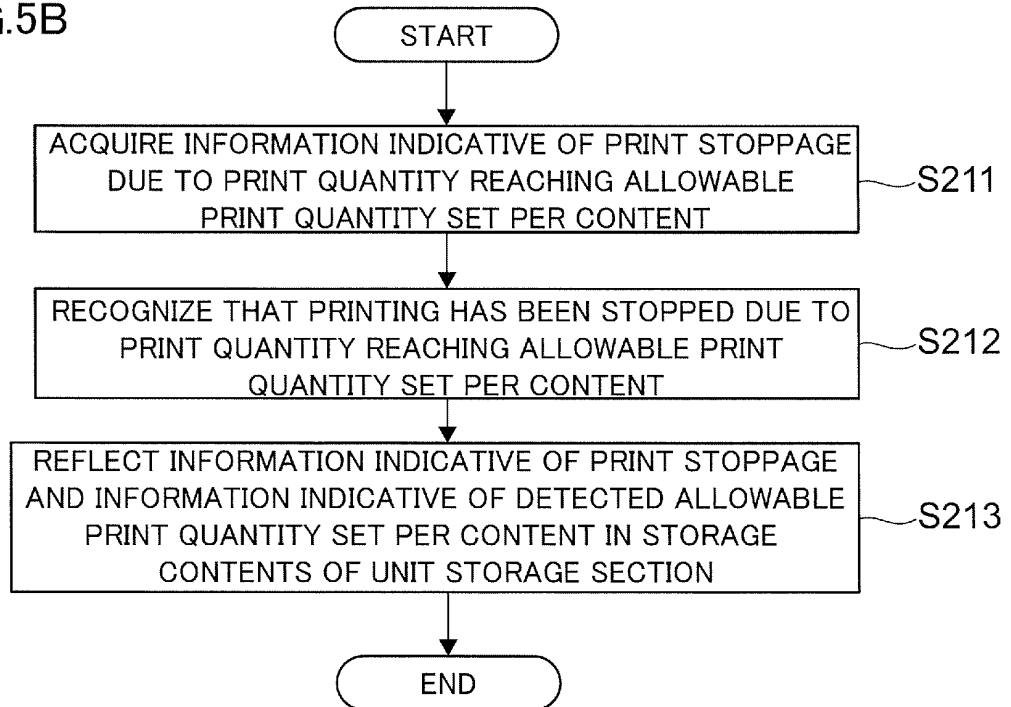 G.5B
START
ACQUIRE INFORMATION INDICATIVE OF PRINT STOPPAGE
DUE TO PRINT QUANTITY REACHING ALLOWABLE
PRINT QUANTITY SET PER CONTENT
S211
RECOGNIZE THAT PRINTING HAS BEEN STOPPED DUE TO
PRINT QUANTITY REACHING ALLOWABLE PRINT
QUANTITY SET PER CONTENT
S212
REFLECT INFORMATION INDICATIVE OF PRINT STOPPAGE
AND INFORMATION INDICATIVE OF DETECTED ALLOWABLE
PRINT QUANTITY SET PER CONTENT IN STORAGE
CONTENTS OF UNIT STORAGE SECTION
S213
END